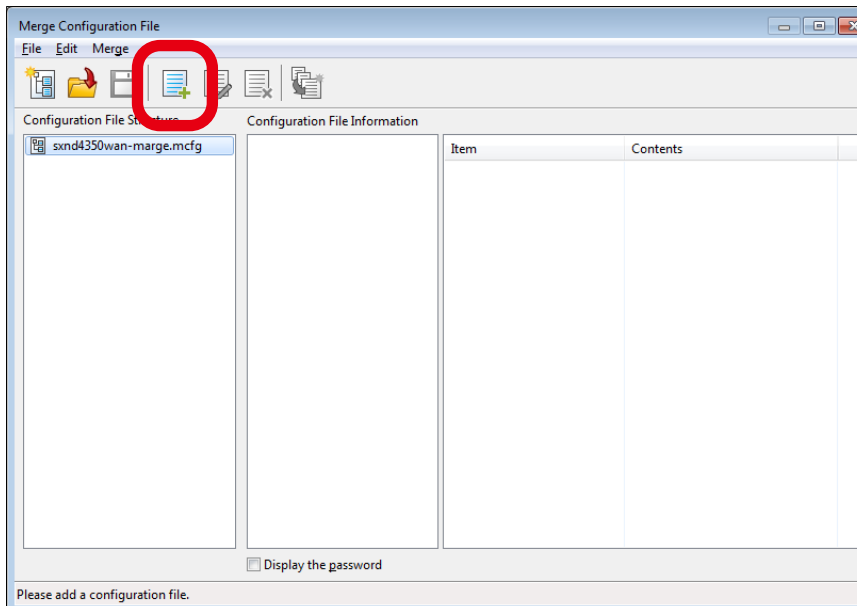 Merge Configuration File
File Edit Merge
Configuration File Structure Configuration File Information
sxnd4350wan-marge.mcfg
Item Contents
Display the password
Please add a configuration file.